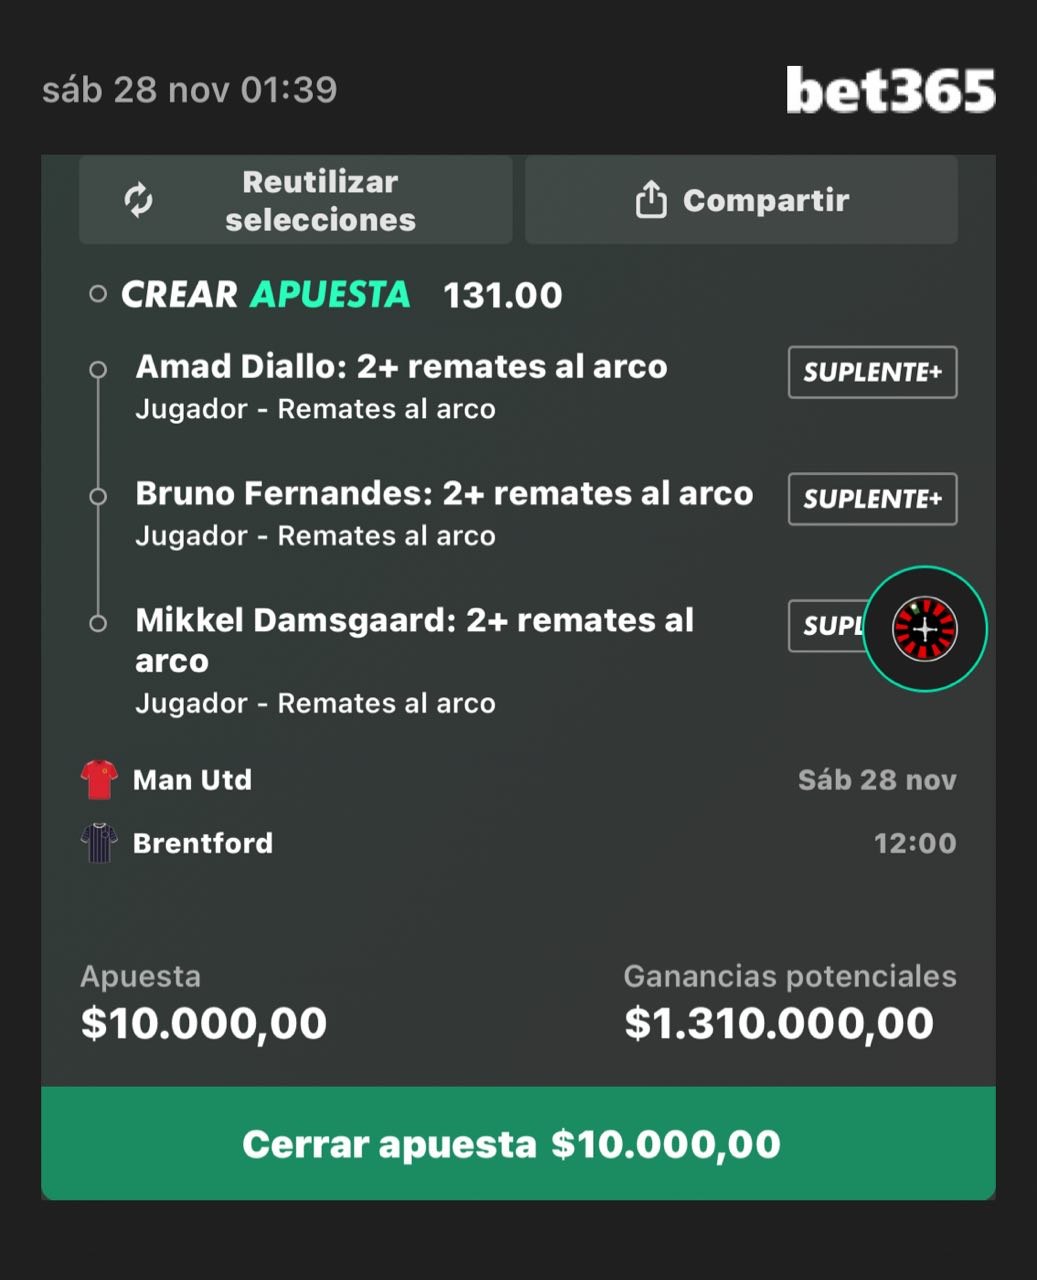 sáb 28 nov 01:39
bet365
Reutilizar
selecciones
Compartir
CREAR APUESTA 131.00
Amad Diallo: 2+ remates al arco
SUPLENTE+
Jugador - Remates al arco
Bruno Fernandes: 2+ remates al arco
SUPLENTE+
Jugador - Remates al arco
Mikkel Damsgaard: 2+ remates al
arco
Jugador - Remates al arco
Man Utd
Sáb 28 nov
Brentford
12:00
Apuesta
Ganancias potenciales
$10.000,00
$1.310.000,00
Cerrar apuesta $10.000,00